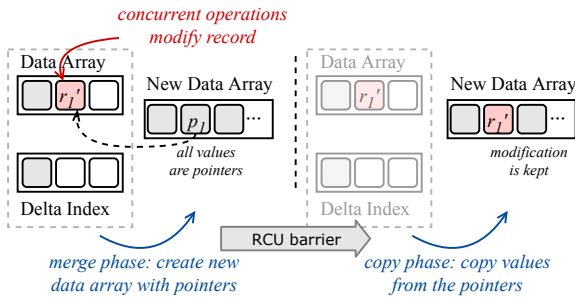 concurrent operations
modify record
Data Array
r1'
New Data Array
p1
...
all values
are pointers
Delta Index
merge phase: create new
data array with pointers
RCU barrier
Data Array
r1'
New Data Array
r1'
...
modification
is kept
Delta Index
copy phase: copy values
from the pointers